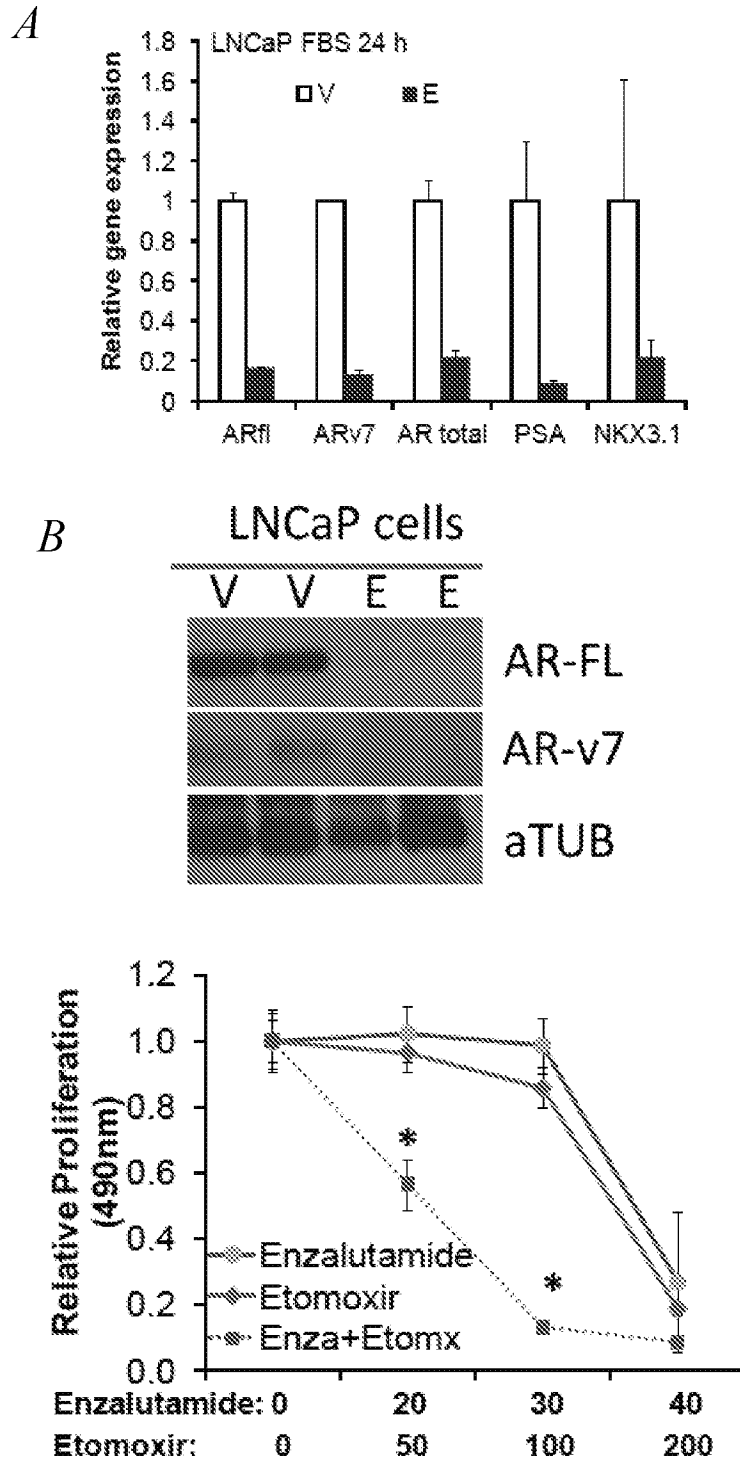 A
LNCaP FBS 24 h
V E
Relative gene expression
1.8
1.6
1.4
1.2
1
0.8
0.6
0.4
0.2
0
ARfl ARv7 AR total PSA NKX3.1
B
LNCaP cells
V V E E
AR-FL
AR-v7
aTUB
Relative Proliferation
(490nm)
1.2
1.0
0.8
0.6
0.4
0.2
0.0
*
*
Enzalutamide
Etomoxir
Enza+Etomx
Enzalutamide: 0 20 30 40
Etomoxir: 0 50 100 200